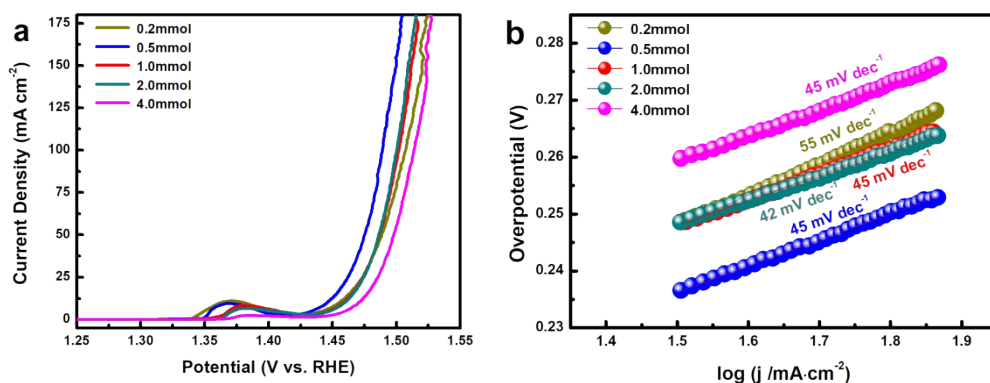 a
0.2mmol
0.5mmol
1.0mmol
2.0mmol
4.0mmol
175
150
125
100
75
50
25
0
Current Density (mA cm⁻²)
1.25
1.30
1.35
1.40
1.45
1.50
1.55
Potential (V vs. RHE)
b
0.2mmol
0.5mmol
1.0mmol
2.0mmol
4.0mmol
45 mV dec⁻¹
55 mV dec⁻¹
45 mV dec⁻¹
42 mV dec⁻¹
45 mV dec⁻¹
0.28
0.27
0.26
0.25
0.24
0.23
Overpotential (V)
1.4
1.5
1.6
1.7
1.8
1.9
log (j /mA·cm⁻²)